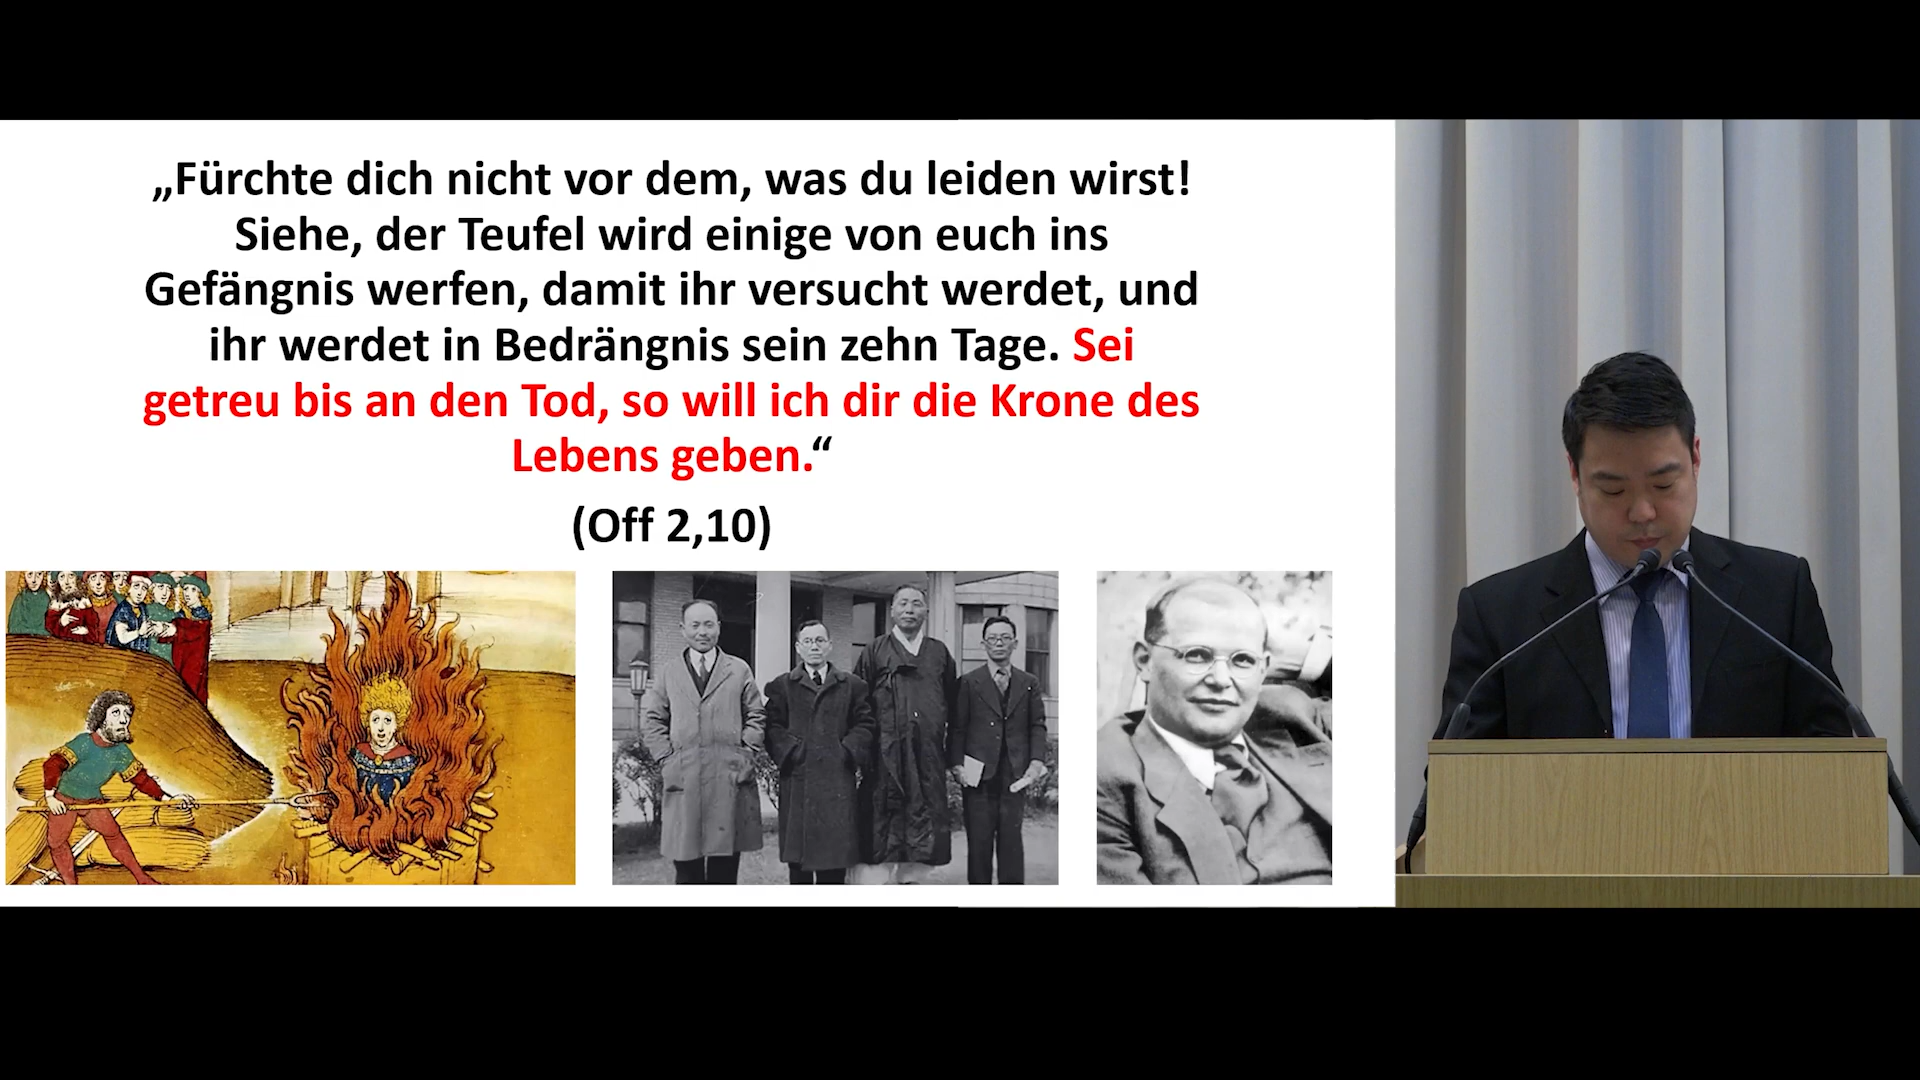 „Fürchte dich nicht vor dem, was du leiden wirst!
Siehe, der Teufel wird einige von euch ins
Gefängnis werfen, damit ihr versucht werdet, und
ihr werdet in Bedrängnis sein zehn Tage. Sei
getreu bis an den Tod, so will ich dir die Krone des
Lebens geben.“
(Off 2,10)